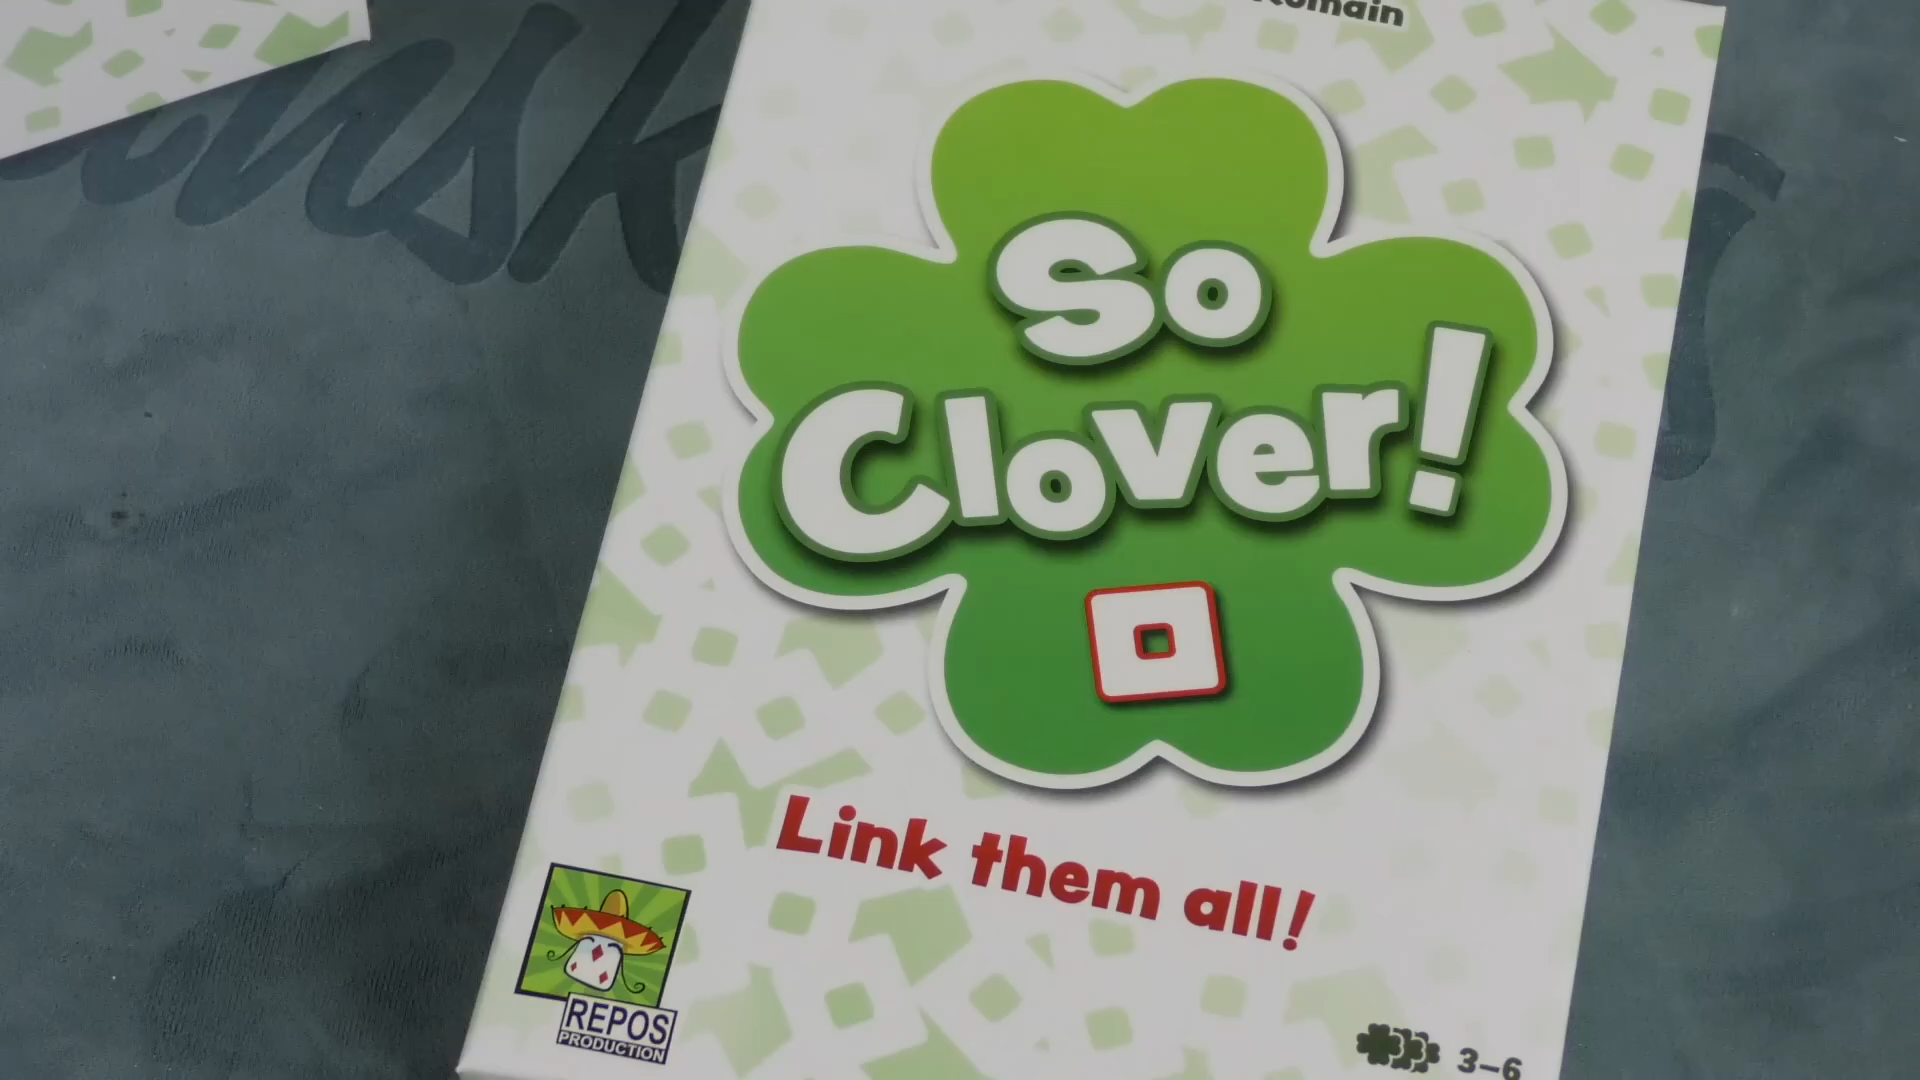 So
Clover!
Link them all!
REPOS
PRODUCTION
3-6